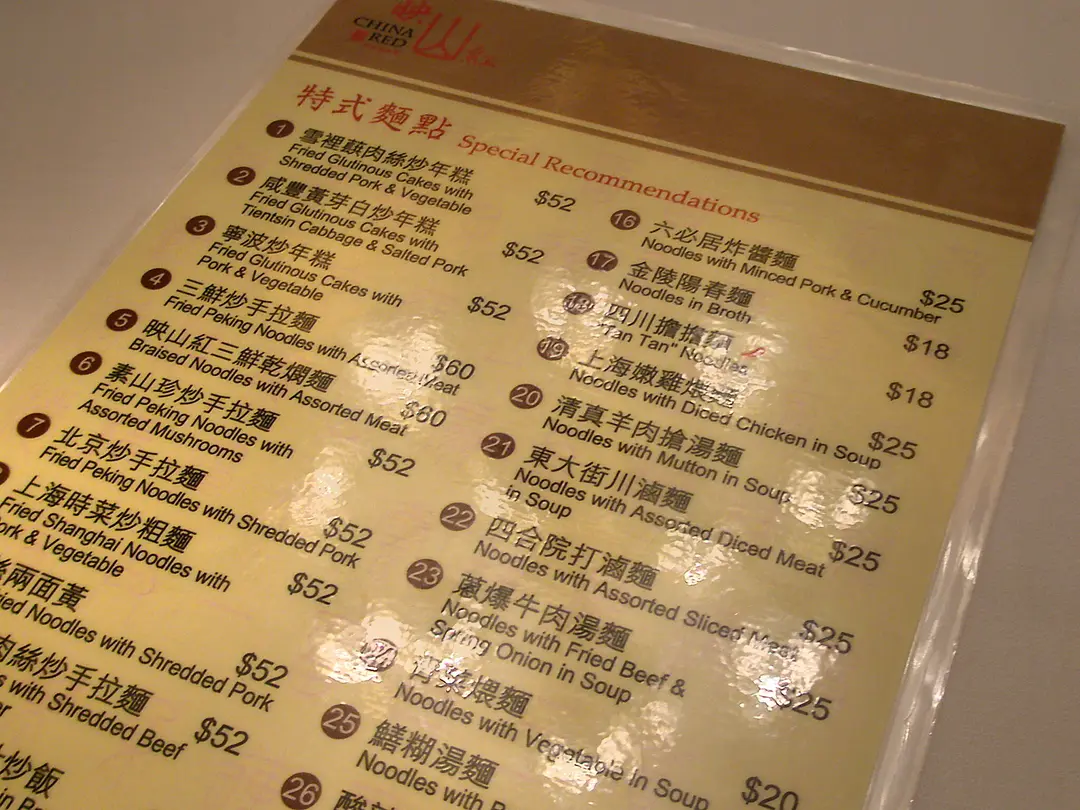 CHINA
RED
特式麵點 Special Recommendations
1 雪裡蕻肉絲炒年糕
Fried Glutinous Cakes with
Shredded Pork & Vegetable
$52
2 咸豐黃芽白炒年糕
Fried Glutinous Cakes with
Tientsin Cabbage & Salted Pork
$52
3 寧波炒年糕
Fried Glutinous Cakes with
Pork & Vegetable
$52
4 三鮮炒手拉麵
Fried Peking Noodles with Assorted Meat
$60
5 映山紅三鮮乾燜麵
Braised Noodles with Assorted Meat
$60
6 素山珍炒手拉麵
Fried Peking Noodles with
Assorted Mushrooms
$52
7 北京炒手拉麵
Fried Peking Noodles with Shredded Pork
$52
上海時菜炒粗麵
Fried Shanghai Noodles with
Pork & Vegetable
$52
兩面黃
Noodles with Shredded Pork
$52
肉絲炒手拉麵
with Shredded Beef
$52
炒飯
16 六必居炸醬麵
Noodles with Minced Pork & Cucumber
$25
17 金陵陽春麵
Noodles in Broth
$18
18 四川擔擔麵
"Tan Tan" Noodles
$18
19 上海嫩雞煨麵
Noodles with Diced Chicken in Soup
$25
20 清真羊肉搶湯麵
Noodles with Mutton in Soup
$25
21 東大街川滷麵
Noodles with Assorted Diced Meat
in Soup
$25
22 四合院打滷麵
Noodles with Assorted Sliced Meat
$25
23 蔥爆牛肉湯麵
Noodles with Fried Beef &
Spring Onion in Soup
$25
24 菜煨麵
Noodles with Vegetable in Soup
$20
25 鱔糊湯麵
Noodles with
26 酸